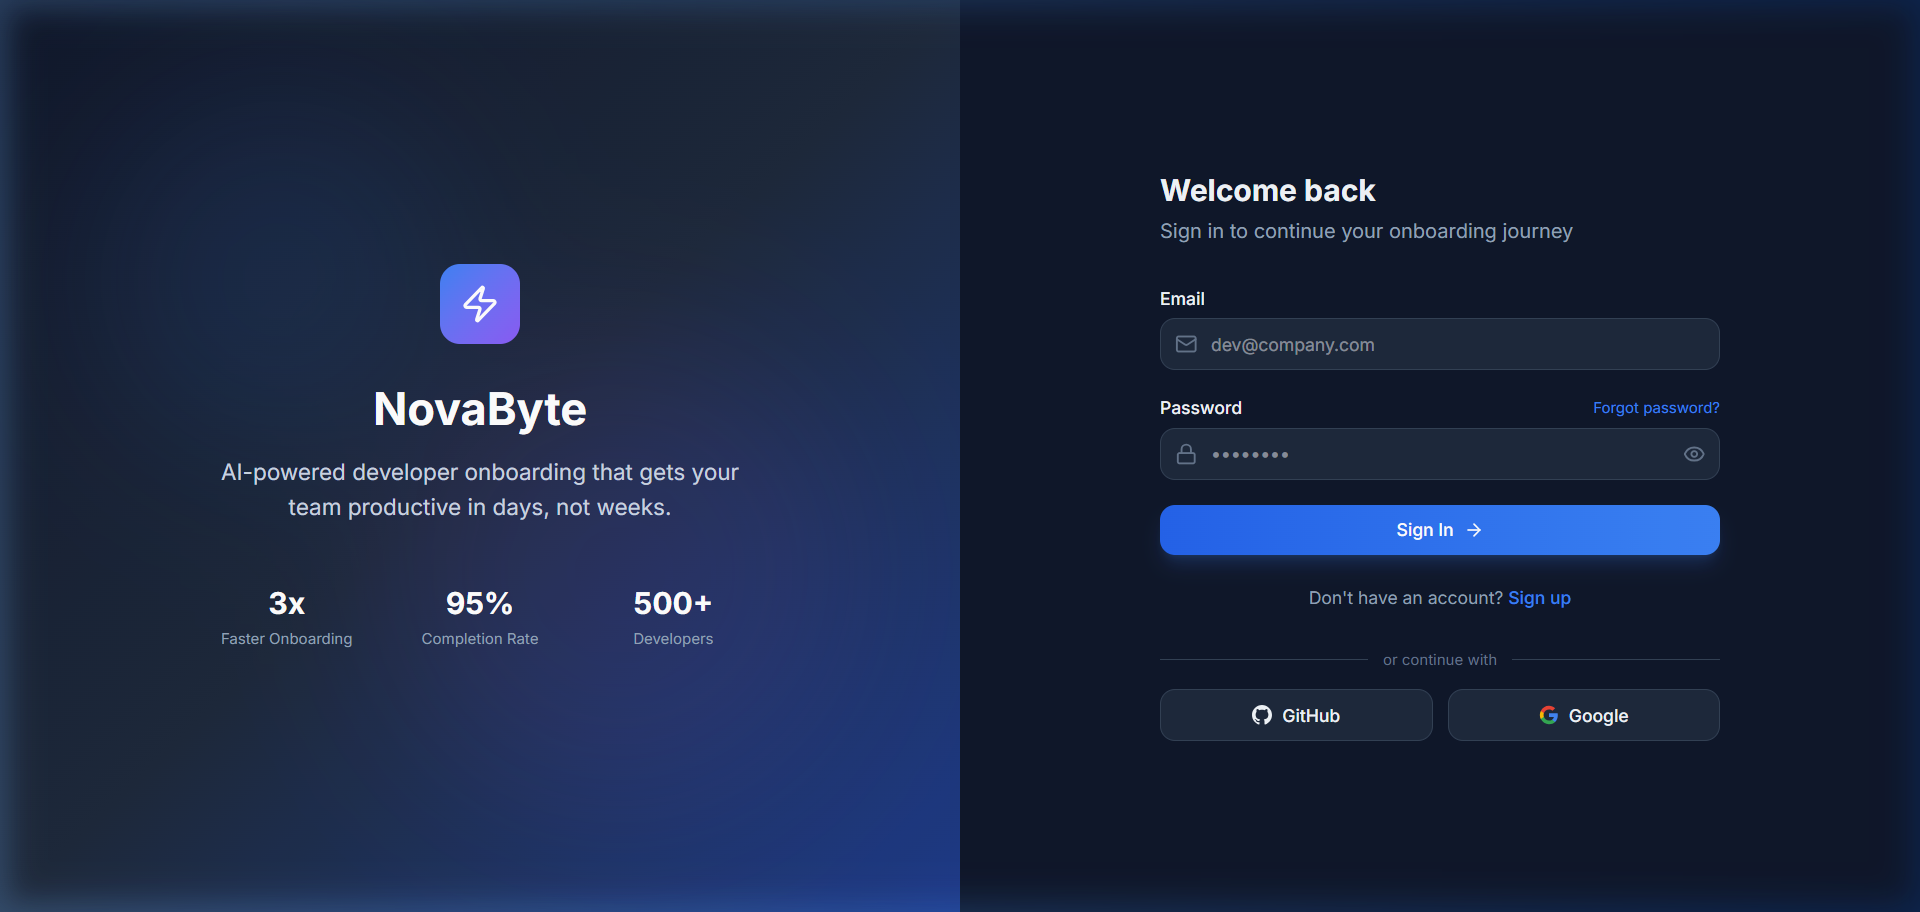 NovaByte
AI-powered developer onboarding that gets your
team productive in days, not weeks.
3x
Faster Onboarding
95%
Completion Rate
500+
Developers
Welcome back
Sign in to continue your onboarding journey
Email
dev@company.com
Password
Forgot password?
••••••••
Sign In →
Don't have an account? Sign up
or continue with
GitHub
Google